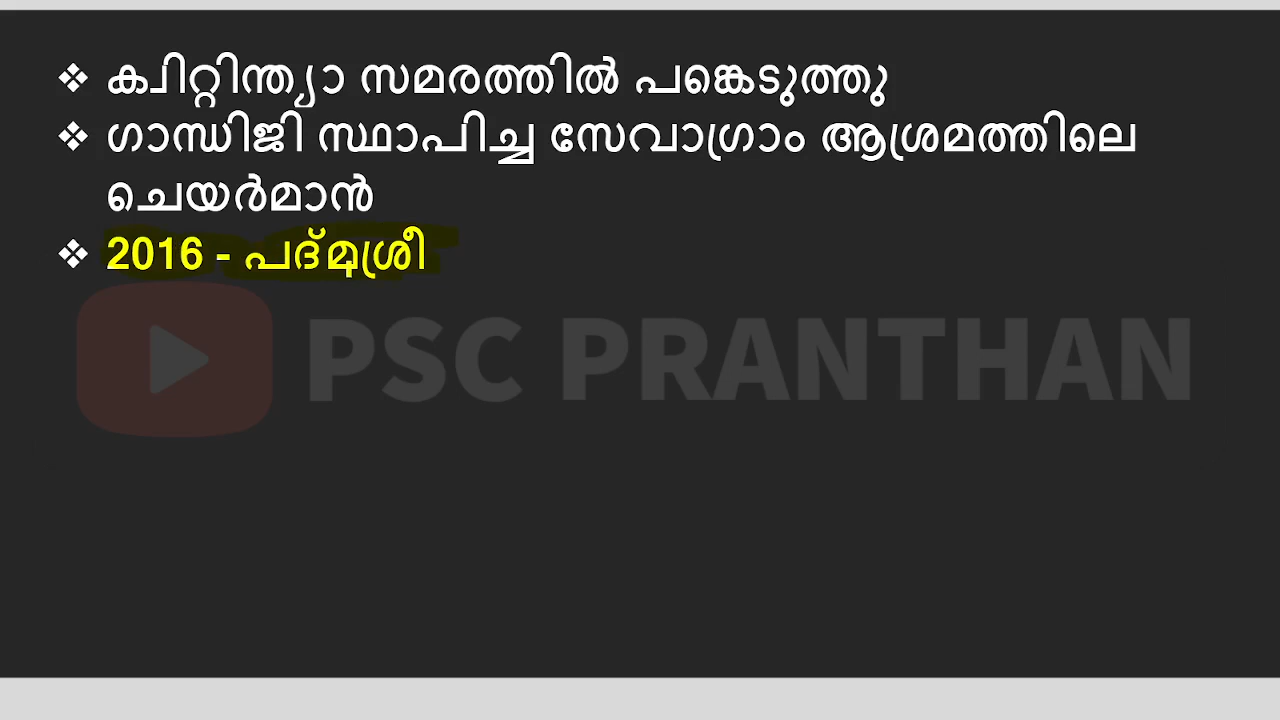 ❖ ക്വിറ്റിന്ത്യാ സമരത്തിൽ പങ്കെടുത്തു
❖ ഗാന്ധിജി സ്ഥാപിച്ച സേവാഗ്രാം ആശ്രമത്തിലെ
ചെയർമാൻ
❖ 2016 - പദ്മശ്രീ
PSC PRANTHAN